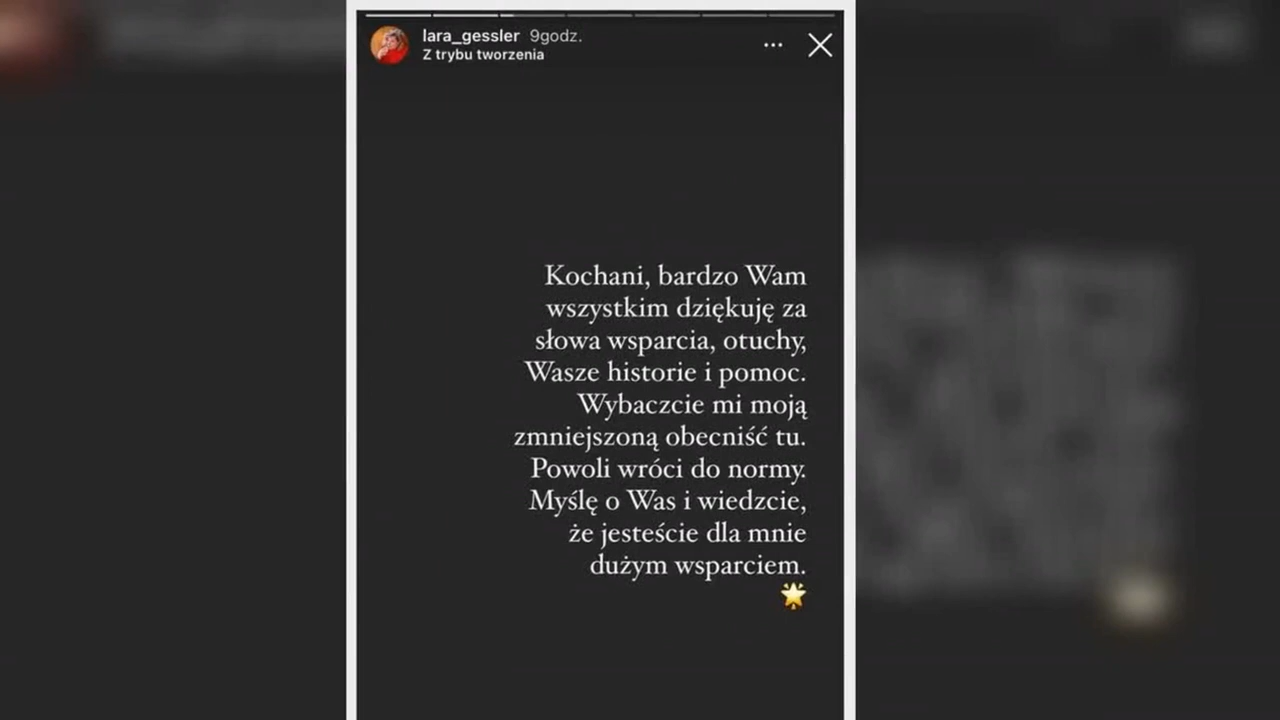 lara_gessler 9godz.
Z trybu tworzenia
Kochani, bardzo Wam
wszystkim dziękuję za
słowa wsparcia, otuchy,
Wasze historie i pomoc.
Wybaczcie mi moją
zmniejszoną obecniść tu.
Powoli wróci do normy.
Myślę o Was i wiedzcie,
że jesteście dla mnie
dużym wsparciem.